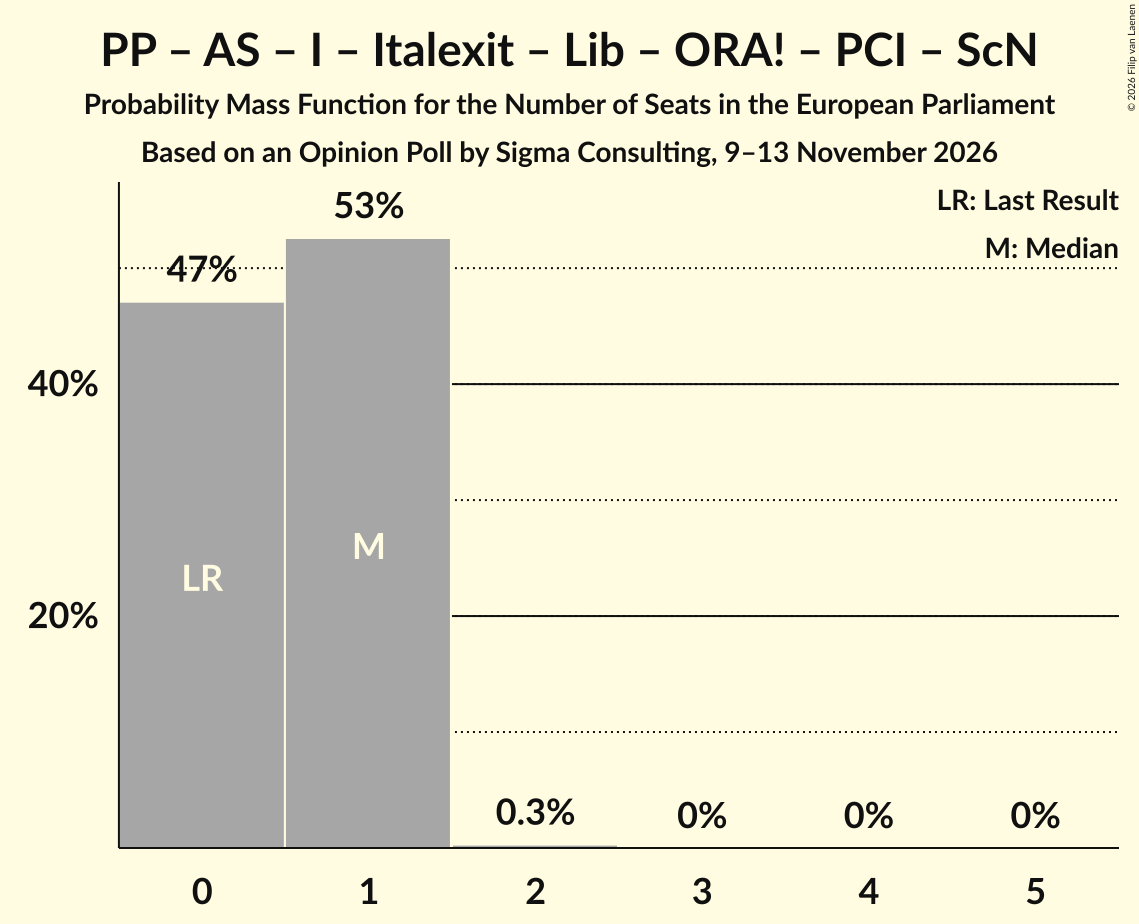 PP – AS – I – Italexit – Lib – ORA! – PCI – ScN
Probability Mass Function for the Number of Seats in the European Parliament
Based on an Opinion Poll by Sigma Consulting, 9–13 November 2026
© 2026 Filip van Laenen
LR: Last Result
M: Median
53%
47%
40%
20%
M
LR
0.3%
0%
0%
0%
0
1
2
3
4
5